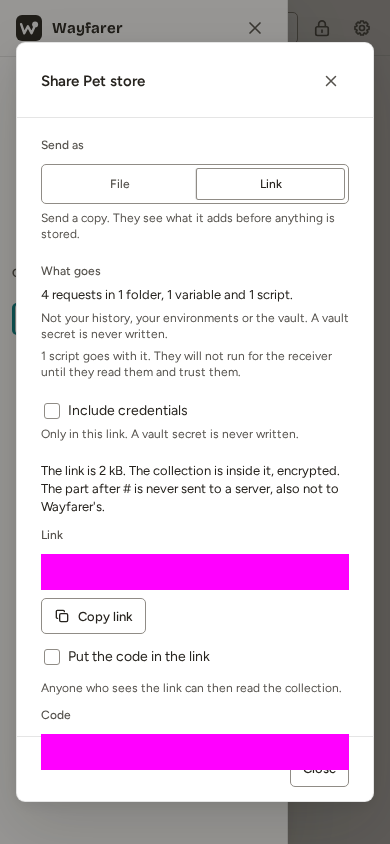 Wayfarer
Share Pet store
Send as
File
Link
Send a copy. They see what it adds before anything is
stored.
What goes
4 requests in 1 folder, 1 variable and 1 script.
Not your history, your environments or the vault. A vault
secret is never written.
1 script goes with it. They will not run for the receiver
until they read them and trust them.
Include credentials
Only in this link. A vault secret is never written.
The link is 2 kB. The collection is inside it, encrypted.
The part after # is never sent to a server, also not to
Wayfarer's.
Link
Copy link
Put the code in the link
Anyone who sees the link can then read the collection.
Code
Close